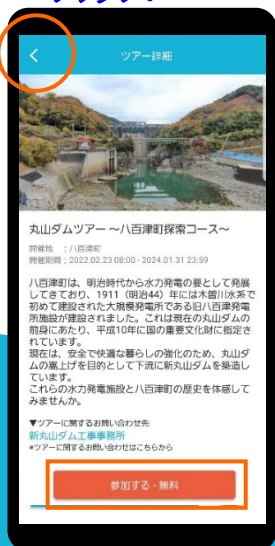 ツアー詳細
丸山ダムツアー ～八百津町探索コース～
開催地 ：八百津町
開催期間：2022.02.23 08:00 - 2024.01.31 23:59
八百津町は、明治時代から水力発電の要として発展
してきており、1911（明治44）年には木曽川水系で
初めて建設された大規模発電所である旧八百津発電
所施設が建設されました。これは現在の丸山ダムの
前身にあたり、平成10年に国の重要文化財に指定さ
れています。
現在は、安全で快適な暮らしの強化のため、丸山ダ
ムの嵩上げを目的として下流に新丸山ダムを築造し
ています。
これらの水力発電施設と八百津町の歴史を体感して
みませんか。
▼ツアーに関するお問い合わせ先
新丸山ダム工事事務所
※ツアーに関するお問い合わせはこちらから
参加する - 無料